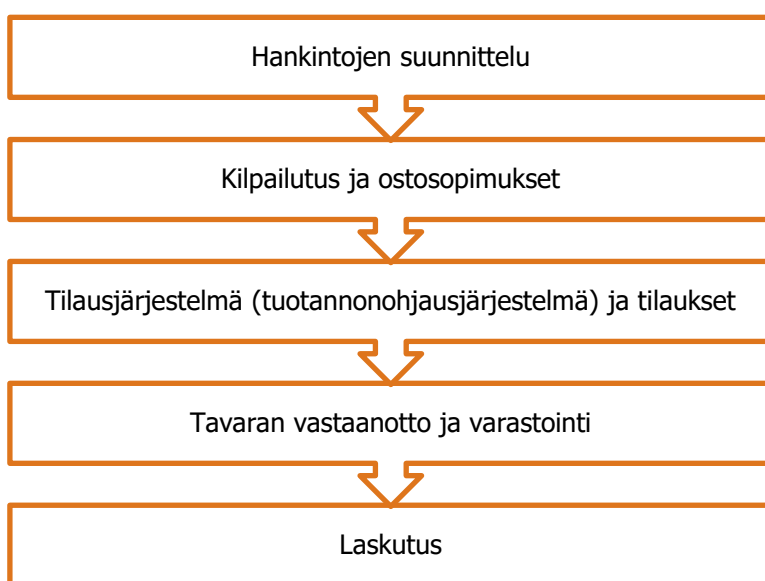 Hankintojen suunnittelu
Kilpailutus ja ostosopimukset
Tilausjärjestelmä (tuotannonohjausjärjestelmä) ja tilaukset
Tavaran vastaanotto ja varastointi
Laskutus